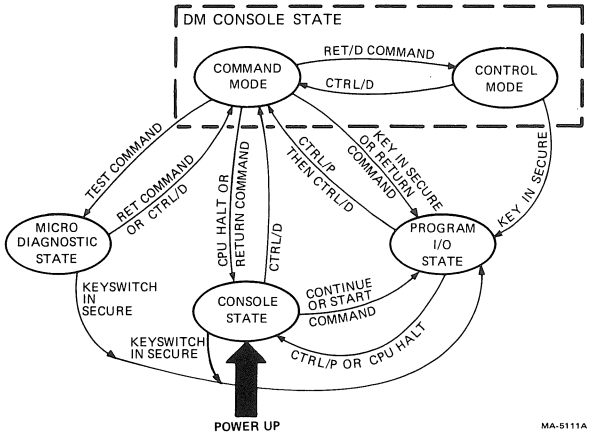 DM CONSOLE STATE
RET/D COMMAND
COMMAND
MODE
CTRL/D
CONTROL
MODE
TEST COMMAND
RET COMMAND
OR CTRL/D
CPU HALT OR
RETURN COMMAND
CTRL/D
CTRL/P
THEN CTRL/D
KEY IN SECURE
OR RETURN
COMMAND
KEY IN SECURE
MICRO
DIAGNOSTIC
STATE
PROGRAM
I/O
STATE
KEYSWITCH
IN
SECURE
CONSOLE
STATE
CONTINUE
OR START
COMMAND
KEYSWITCH
IN SECURE
CTRL/P OR CPU HALT
POWER UP
MA-5111A